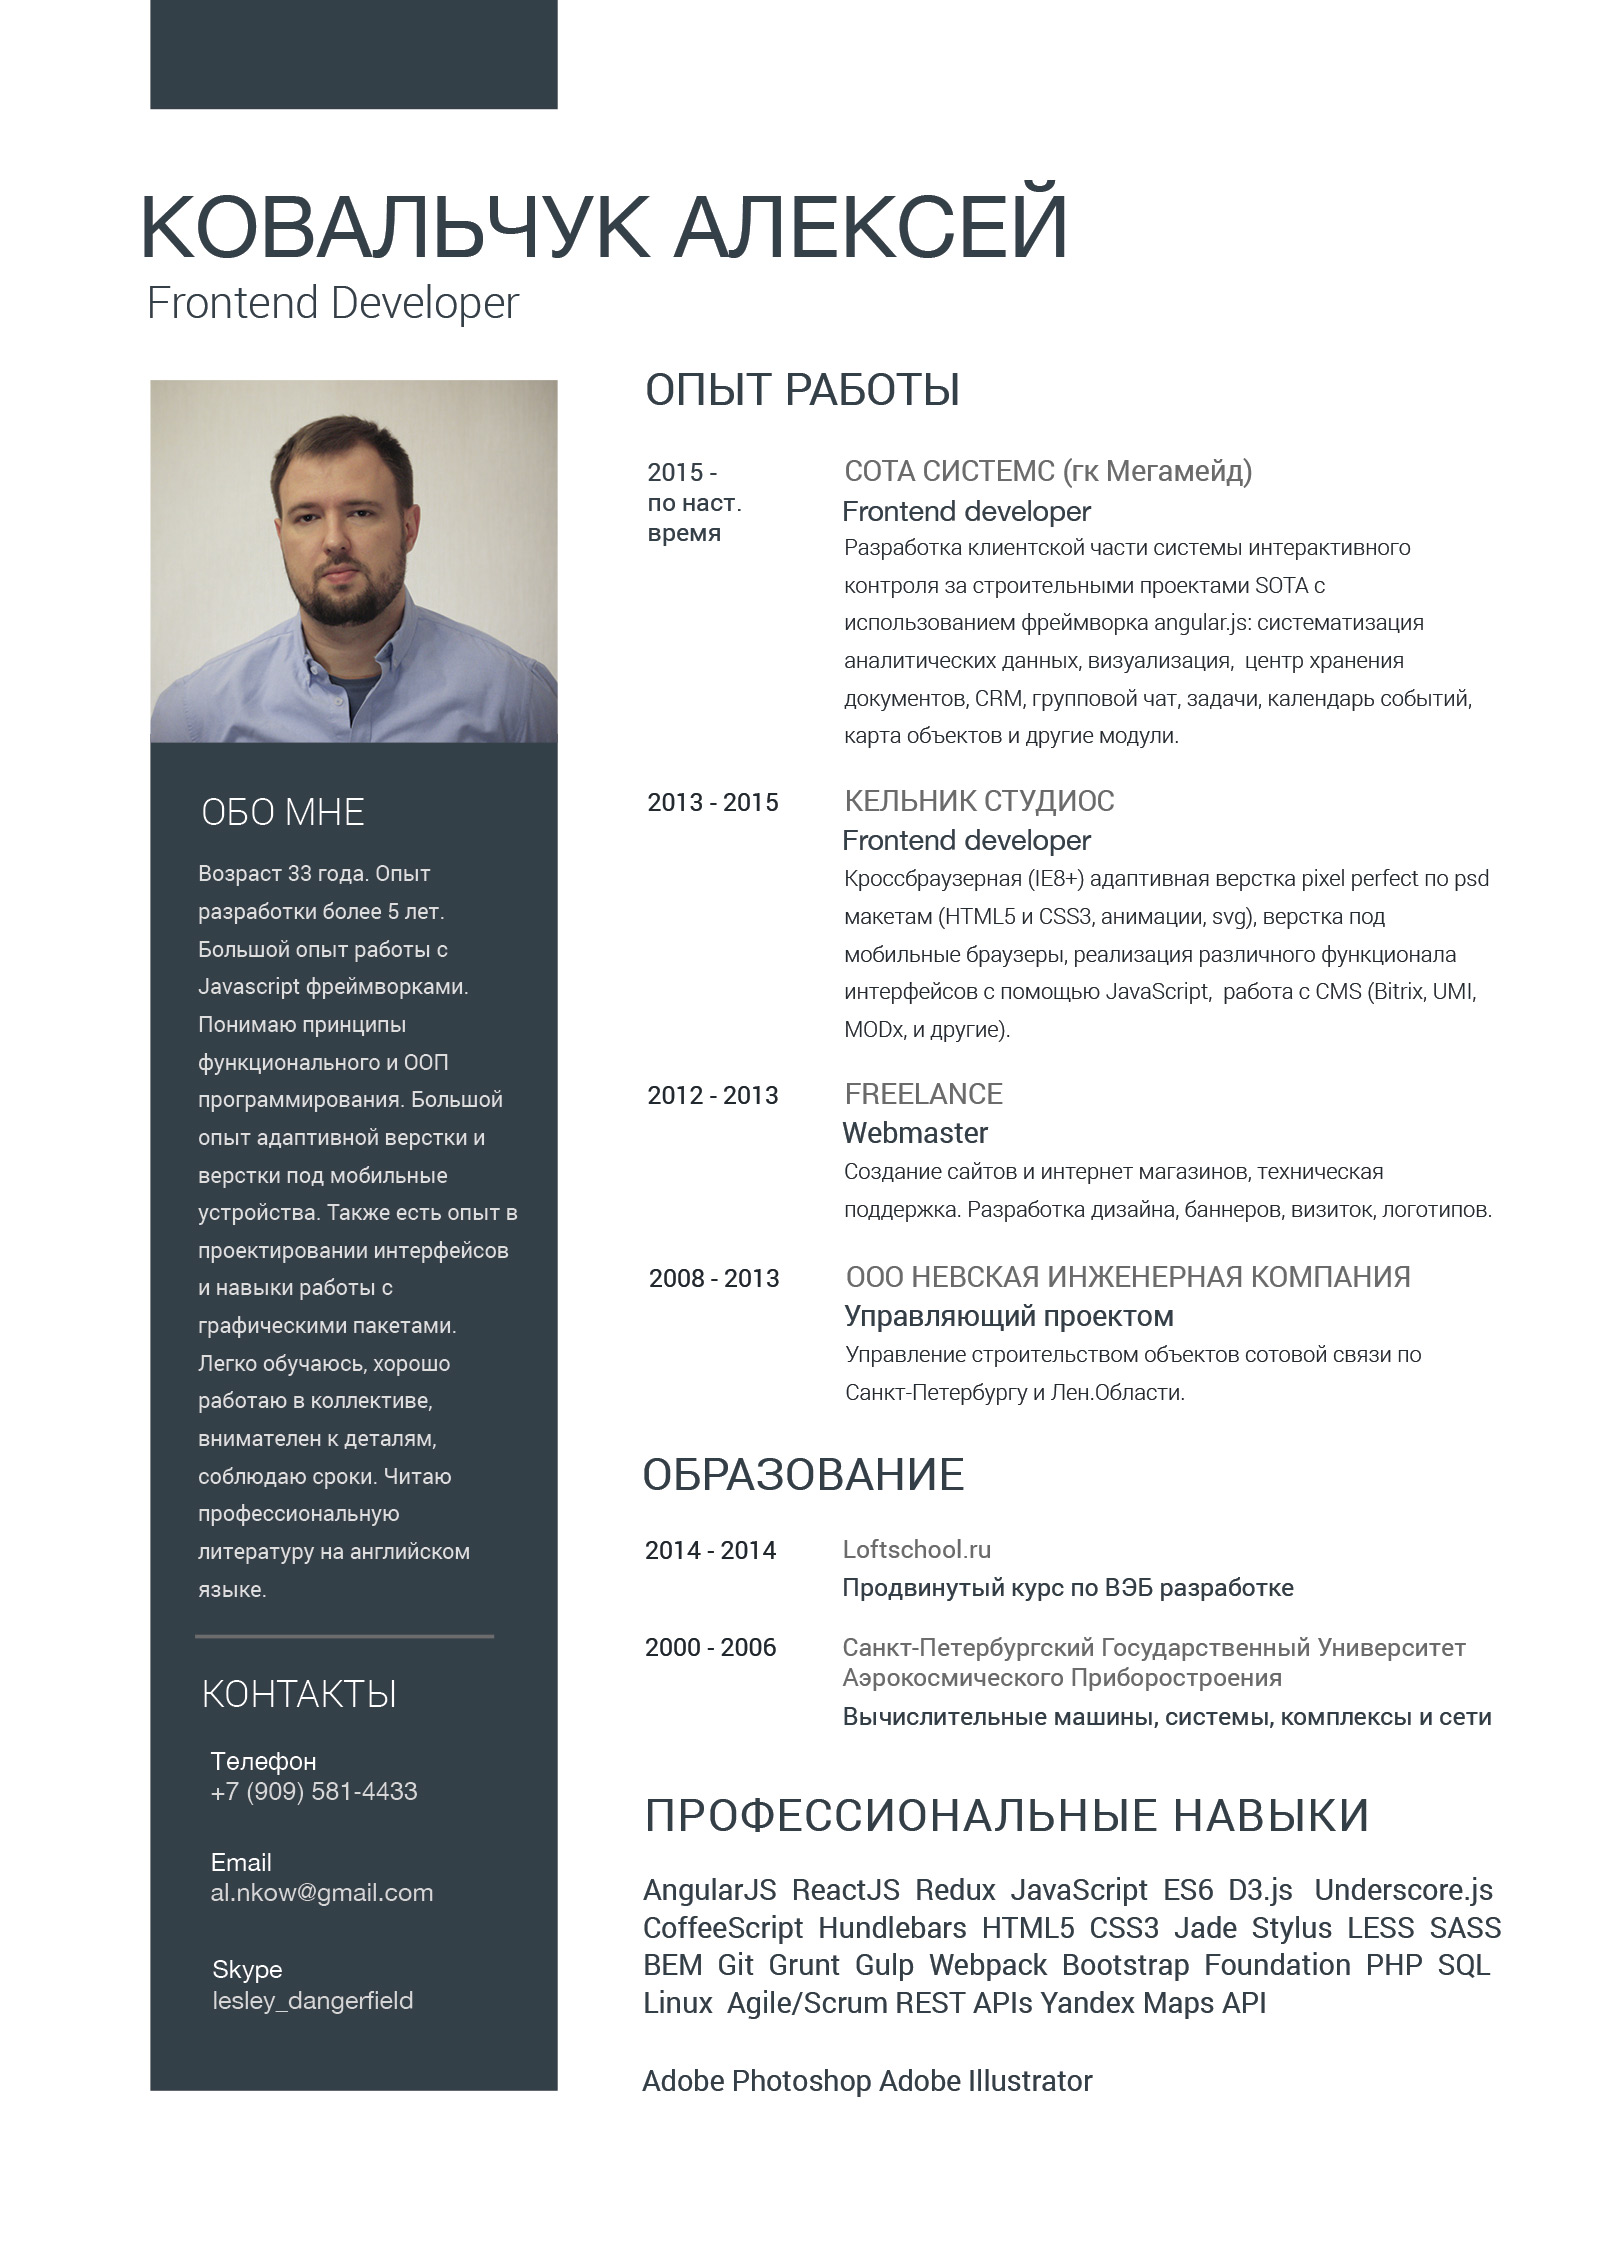 КОВАЛЬЧУК АЛЕКСЕЙ
Frontend Developer
ОБО МНЕ
Возраст 33 года. Опыт
разработки более 5 лет.
Большой опыт работы с
Javascript фреймворками.
Понимаю принципы
функционального и ООП
программирования. Большой
опыт адаптивной верстки и
верстки под мобильные
устройства. Также есть опыт в
проектировании интерфейсов
и навыки работы с
графическими пакетами.
Легко обучаюсь, хорошо
работаю в коллективе,
внимателен к деталям,
соблюдаю сроки. Читаю
профессиональную
литературу на английском
языке.
КОНТАКТЫ
Телефон
+7 (909) 581-4433
Email
al.nkow@gmail.com
Skype
lesley_dangerfield
ОПЫТ РАБОТЫ
2015 -
по наст.
время
СОТА СИСТЕМС (гк Мегамейд)
Frontend developer
Разработка клиентской части системы интерактивного
контроля за строительными проектами SOTA с
использованием фреймворка angular.js: систематизация
аналитических данных, визуализация,  центр хранения
документов, CRM, групповой чат, задачи, календарь событий,
карта объектов и другие модули.
2013 - 2015
КЕЛЬНИК СТУДИОС
Frontend developer
Кроссбраузерная (IE8+) адаптивная верстка pixel perfect по psd
макетам (HTML5 и CSS3, анимации, svg), верстка под
мобильные браузеры, реализация различного функционала
интерфейсов с помощью JavaScript,  работа с CMS (Bitrix, UMI,
MODx, и другие).
2012 - 2013
FREELANCE
Webmaster
Создание сайтов и интернет магазинов, техническая
поддержка. Разработка дизайна, баннеров, визиток, логотипов.
2008 - 2013
ООО НЕВСКАЯ ИНЖЕНЕРНАЯ КОМПАНИЯ
Управляющий проектом
Управление строительством объектов сотовой связи по
Санкт-Петербургу и Лен.Области.
ОБРАЗОВАНИЕ
2014 - 2014
Loftschool.ru
Продвинутый курс по ВЭБ разработке
2000 - 2006
Санкт-Петербургский Государственный Университет
Аэрокосмического Приборостроения
Вычислительные машины, системы, комплексы и сети
ПРОФЕССИОНАЛЬНЫЕ НАВЫКИ
AngularJS  ReactJS  Redux  JavaScript  ES6  D3.js   Underscore.js
CoffeeScript  Hundlebars  HTML5  CSS3  Jade  Stylus  LESS  SASS
BEM  Git  Grunt  Gulp  Webpack  Bootstrap  Foundation  PHP  SQL
Linux  Agile/Scrum REST APIs Yandex Maps API
Adobe Photoshop Adobe Illustrator